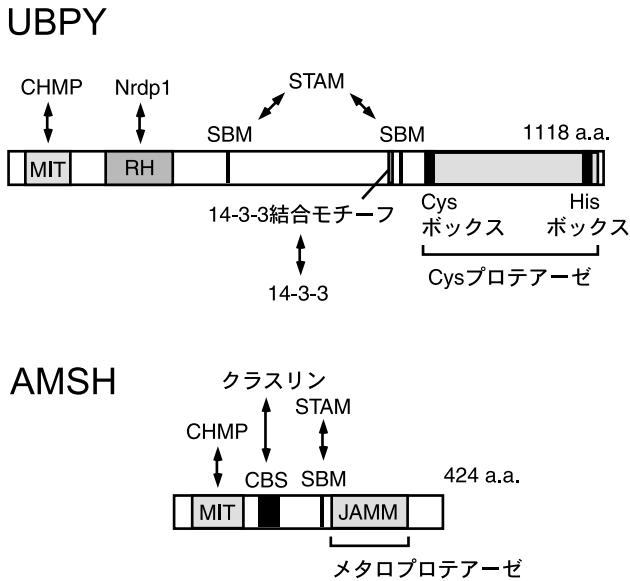 UBPY
CHMP
Nrdp1
STAM
SBM
SBM
1118 a.a.
MIT
RH
14-3-3結合モチーフ
14-3-3
Cys
ボックス
His
ボックス
Cysプロテアーゼ
AMSH
クラスリン
STAM
CHMP
CBS
SBM
424 a.a.
MIT
JAMM
メタロプロテアーゼ